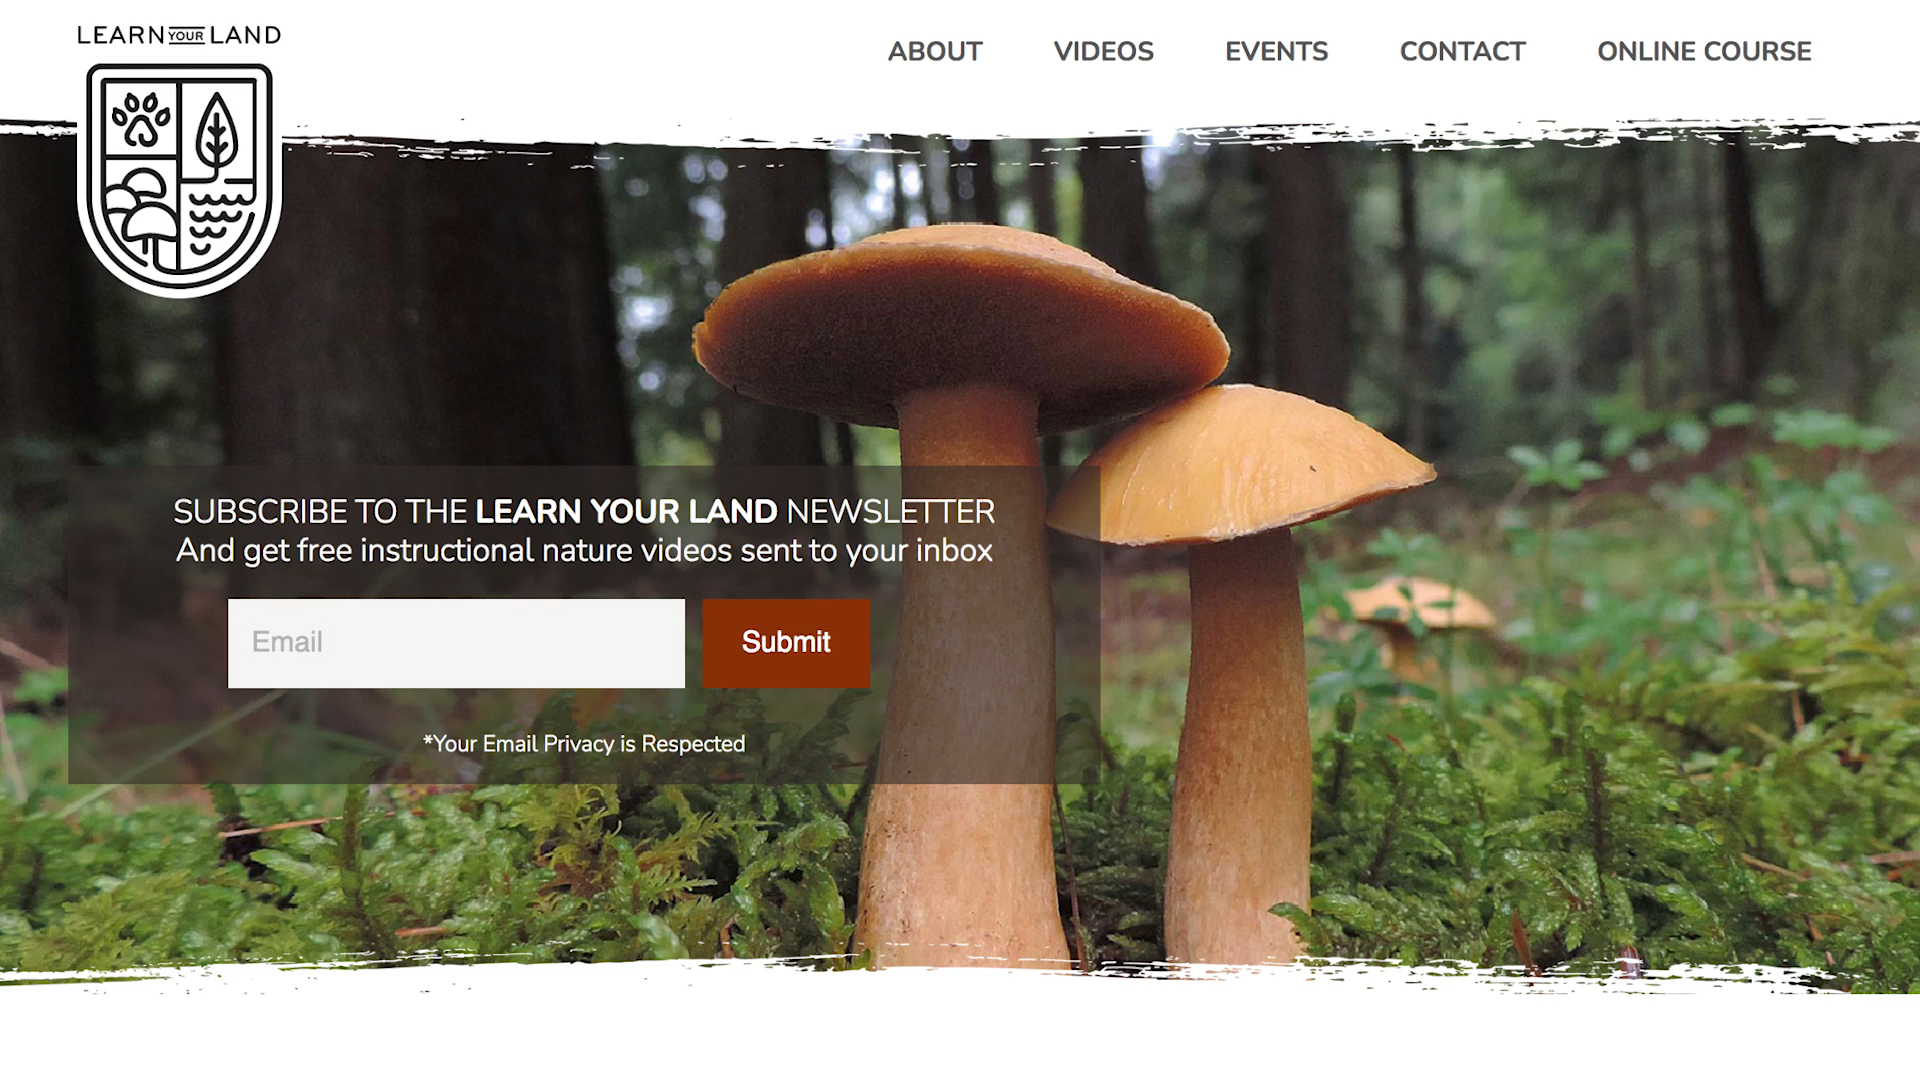 LEARN YOUR LAND
ABOUT VIDEOS EVENTS CONTACT ONLINE COURSE
SUBSCRIBE TO THE LEARN YOUR LAND NEWSLETTER
And get free instructional nature videos sent to your inbox
Email Submit
*Your Email Privacy is Respected